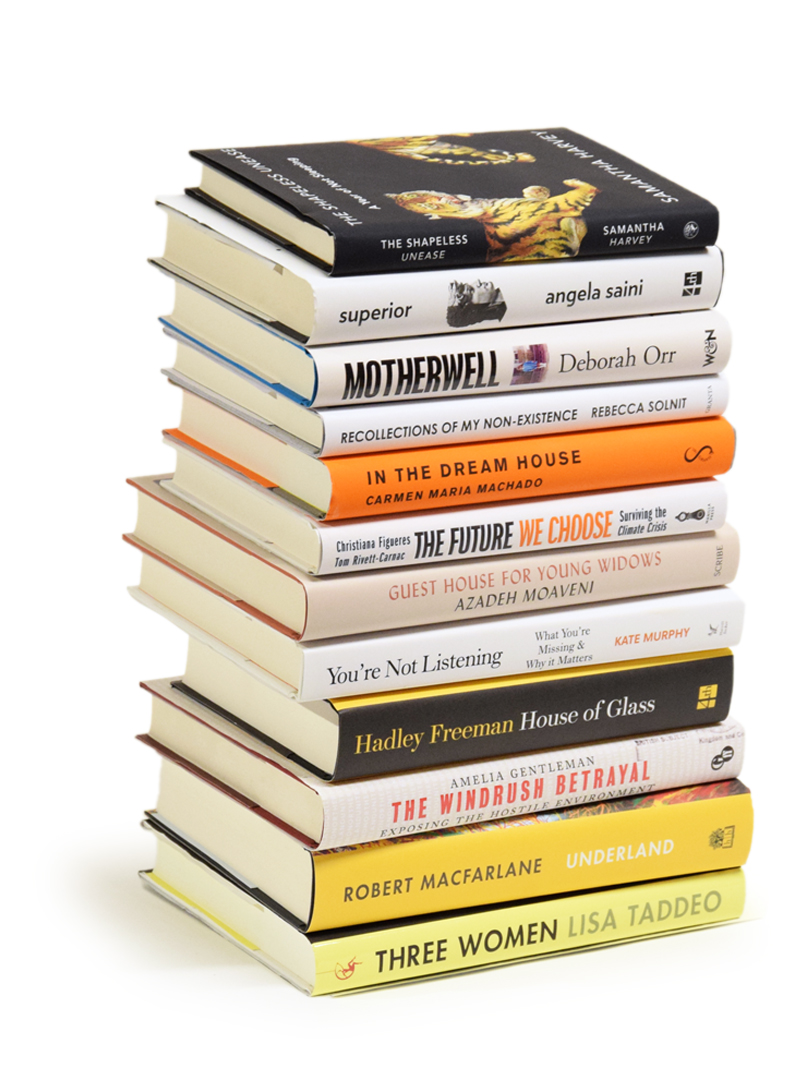 THE SHAPELESS UNEASE
A Year of Not Sleeping
SAMANTHA HARVEY
THE SHAPELESS
UNEASE
SAMANTHA
HARVEY
superior
angela saini
MOTHERWELL
Deborah Orr
W&N
RECOLLECTIONS OF MY NON-EXISTENCE
REBECCA SOLNIT
GRANTA
IN THE DREAM HOUSE
CARMEN MARIA MACHADO
Christiana Figueres
Tom Rivett-Carnac
THE FUTURE WE CHOOSE
Surviving the
Climate Crisis
GUEST HOUSE FOR YOUNG WIDOWS
AZADEH MOAVENI
SCRIBE
You're Not Listening
What You're
Missing &
Why it Matters
KATE MURPHY
Hadley Freeman House of Glass
AMELIA GENTLEMAN
THE WINDRUSH BETRAYAL
EXPOSING THE HOSTILE ENVIRONMENT
ROBERT MACFARLANE
UNDERLAND
THREE WOMEN LISA TADDEO